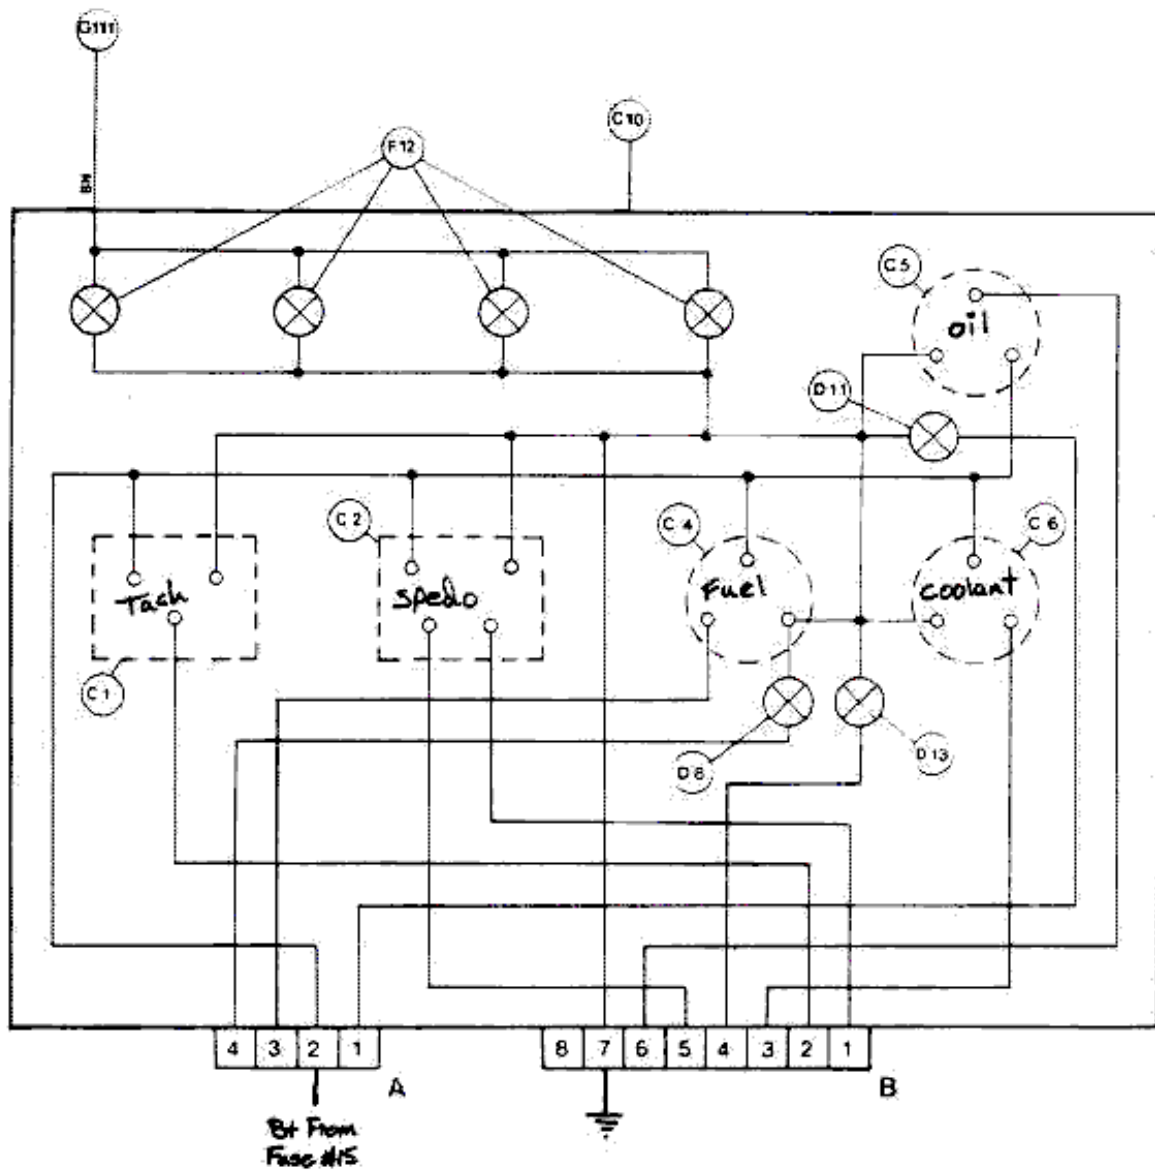 G111
C10
F12
BN
C5
oil
D11
C2
C4
C6
Tach
Spedo
Fuel
Coolant
C1
D8
D13
4 3 2 1
8 7 6 5 4 3 2 1
A
B
B+ From
Fuse #15